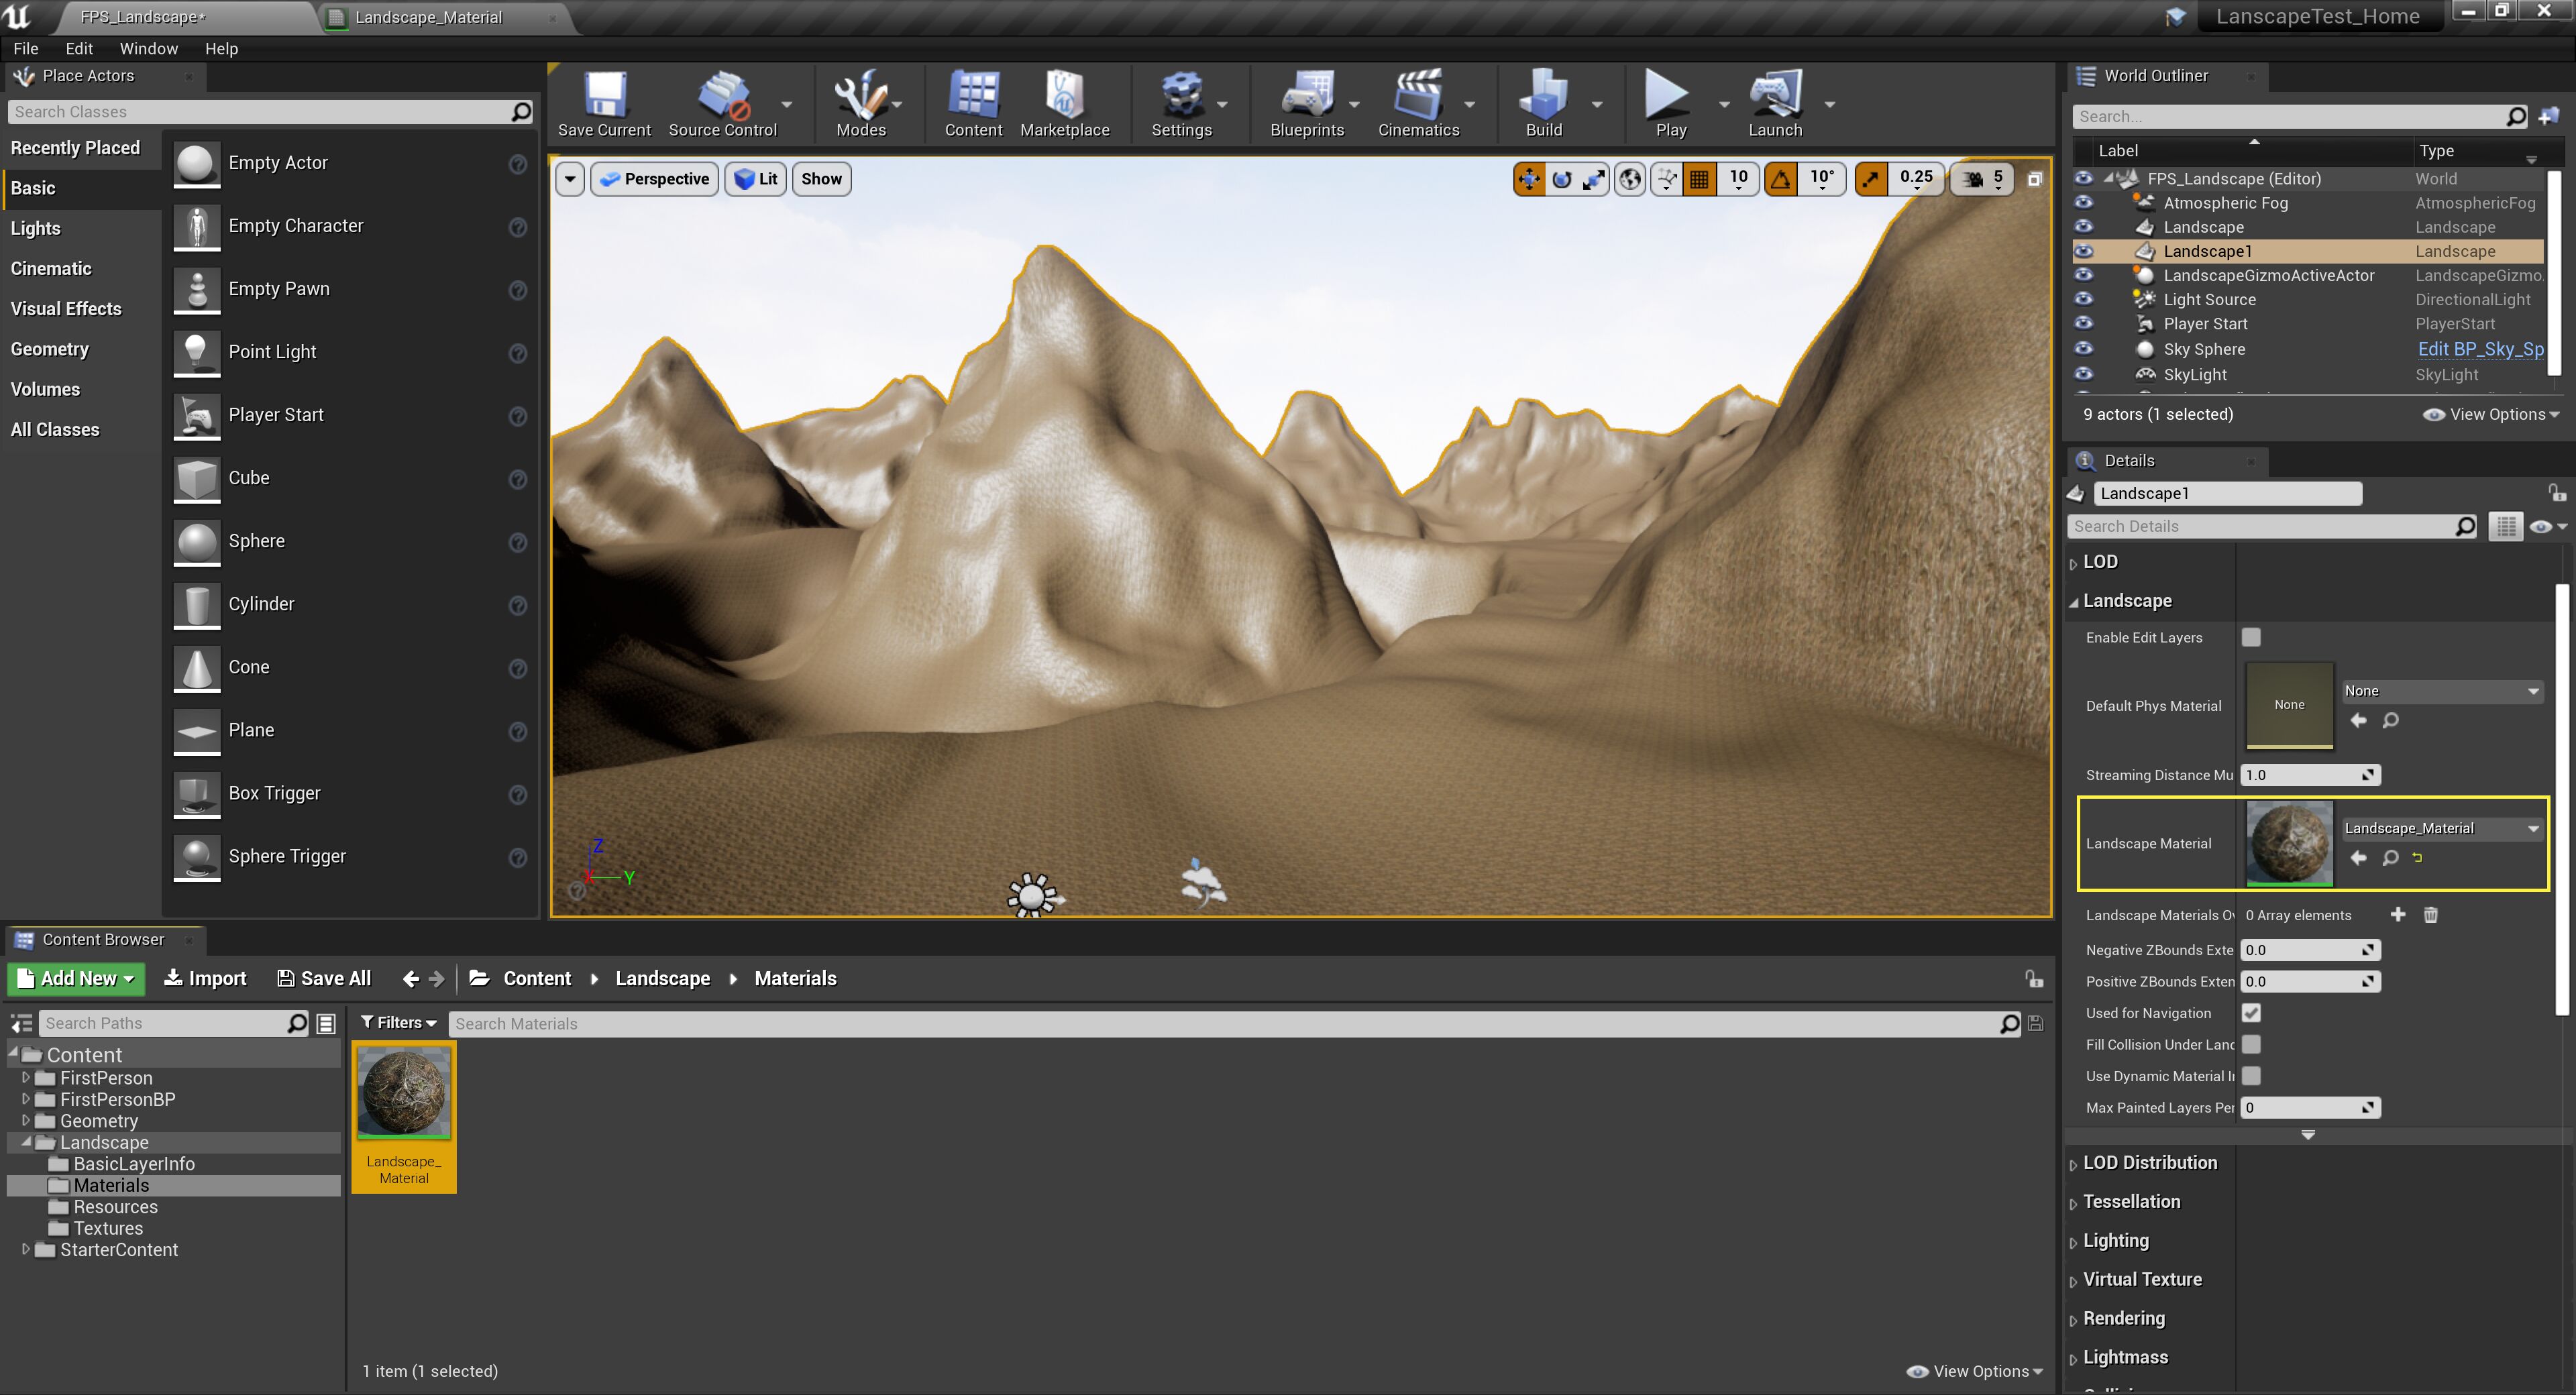 FPS_Landscape*
Landscape_Material
LanscapeTest_Home
File
Edit
Window
Help
Place Actors
Search Classes
Recently Placed
Basic
Lights
Cinematic
Visual Effects
Geometry
Volumes
All Classes
Empty Actor
Empty Character
Empty Pawn
Point Light
Player Start
Cube
Sphere
Cylinder
Cone
Plane
Box Trigger
Sphere Trigger
Save Current
Source Control
Modes
Content
Marketplace
Settings
Blueprints
Cinematics
Build
Play
Launch
Perspective
Lit
Show
10
10°
0.25
5
Z
X
Y
World Outliner
Search...
Label
Type
FPS_Landscape (Editor)
World
Atmospheric Fog
AtmosphericFog
Landscape
Landscape
Landscape1
Landscape
LandscapeGizmoActiveActor
LandscapeGizmo
Light Source
DirectionalLight
Player Start
PlayerStart
Sky Sphere
Edit BP_Sky_Sp
SkyLight
SkyLight
9 actors (1 selected)
View Options
Details
Landscape1
Search Details
LOD
Landscape
Enable Edit Layers
Default Phys Material
None
None
Streaming Distance Mu
1.0
Landscape Material
Landscape_Material
Landscape Materials Ov
0 Array elements
Negative ZBounds Exte
0.0
Positive ZBounds Exten
0.0
Used for Navigation
Fill Collision Under Land
Use Dynamic Material In
Max Painted Layers Per
0
LOD Distribution
Tessellation
Lighting
Virtual Texture
Rendering
Lightmass
Content Browser
Add New
Import
Save All
Content
Landscape
Materials
Search Paths
Filters
Search Materials
Content
FirstPerson
FirstPersonBP
Geometry
Landscape
BasicLayerInfo
Materials
Resources
Textures
StarterContent
Landscape_
Material
1 item (1 selected)
View Options